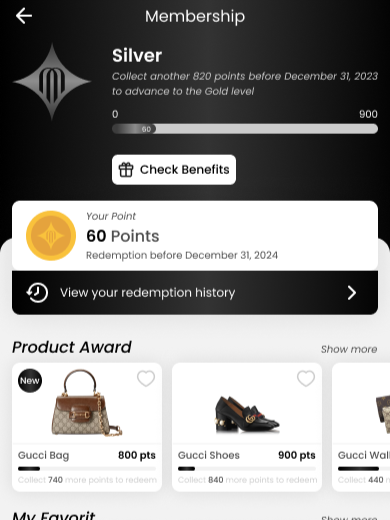 Membership
Silver
Collect another 820 points before December 31, 2023
to advance to the Gold level
0 900
60
Check Benefits
Your Point
60 Points
Redemption before December 31, 2024
View your redemption history
Product Award Show more
New
Gucci Bag 800 pts
Collect 740 more points to redeem
Gucci Shoes 900 pts
Collect 840 more points to redeem
Gucci Wall
Collect 440
My Favorit Show more